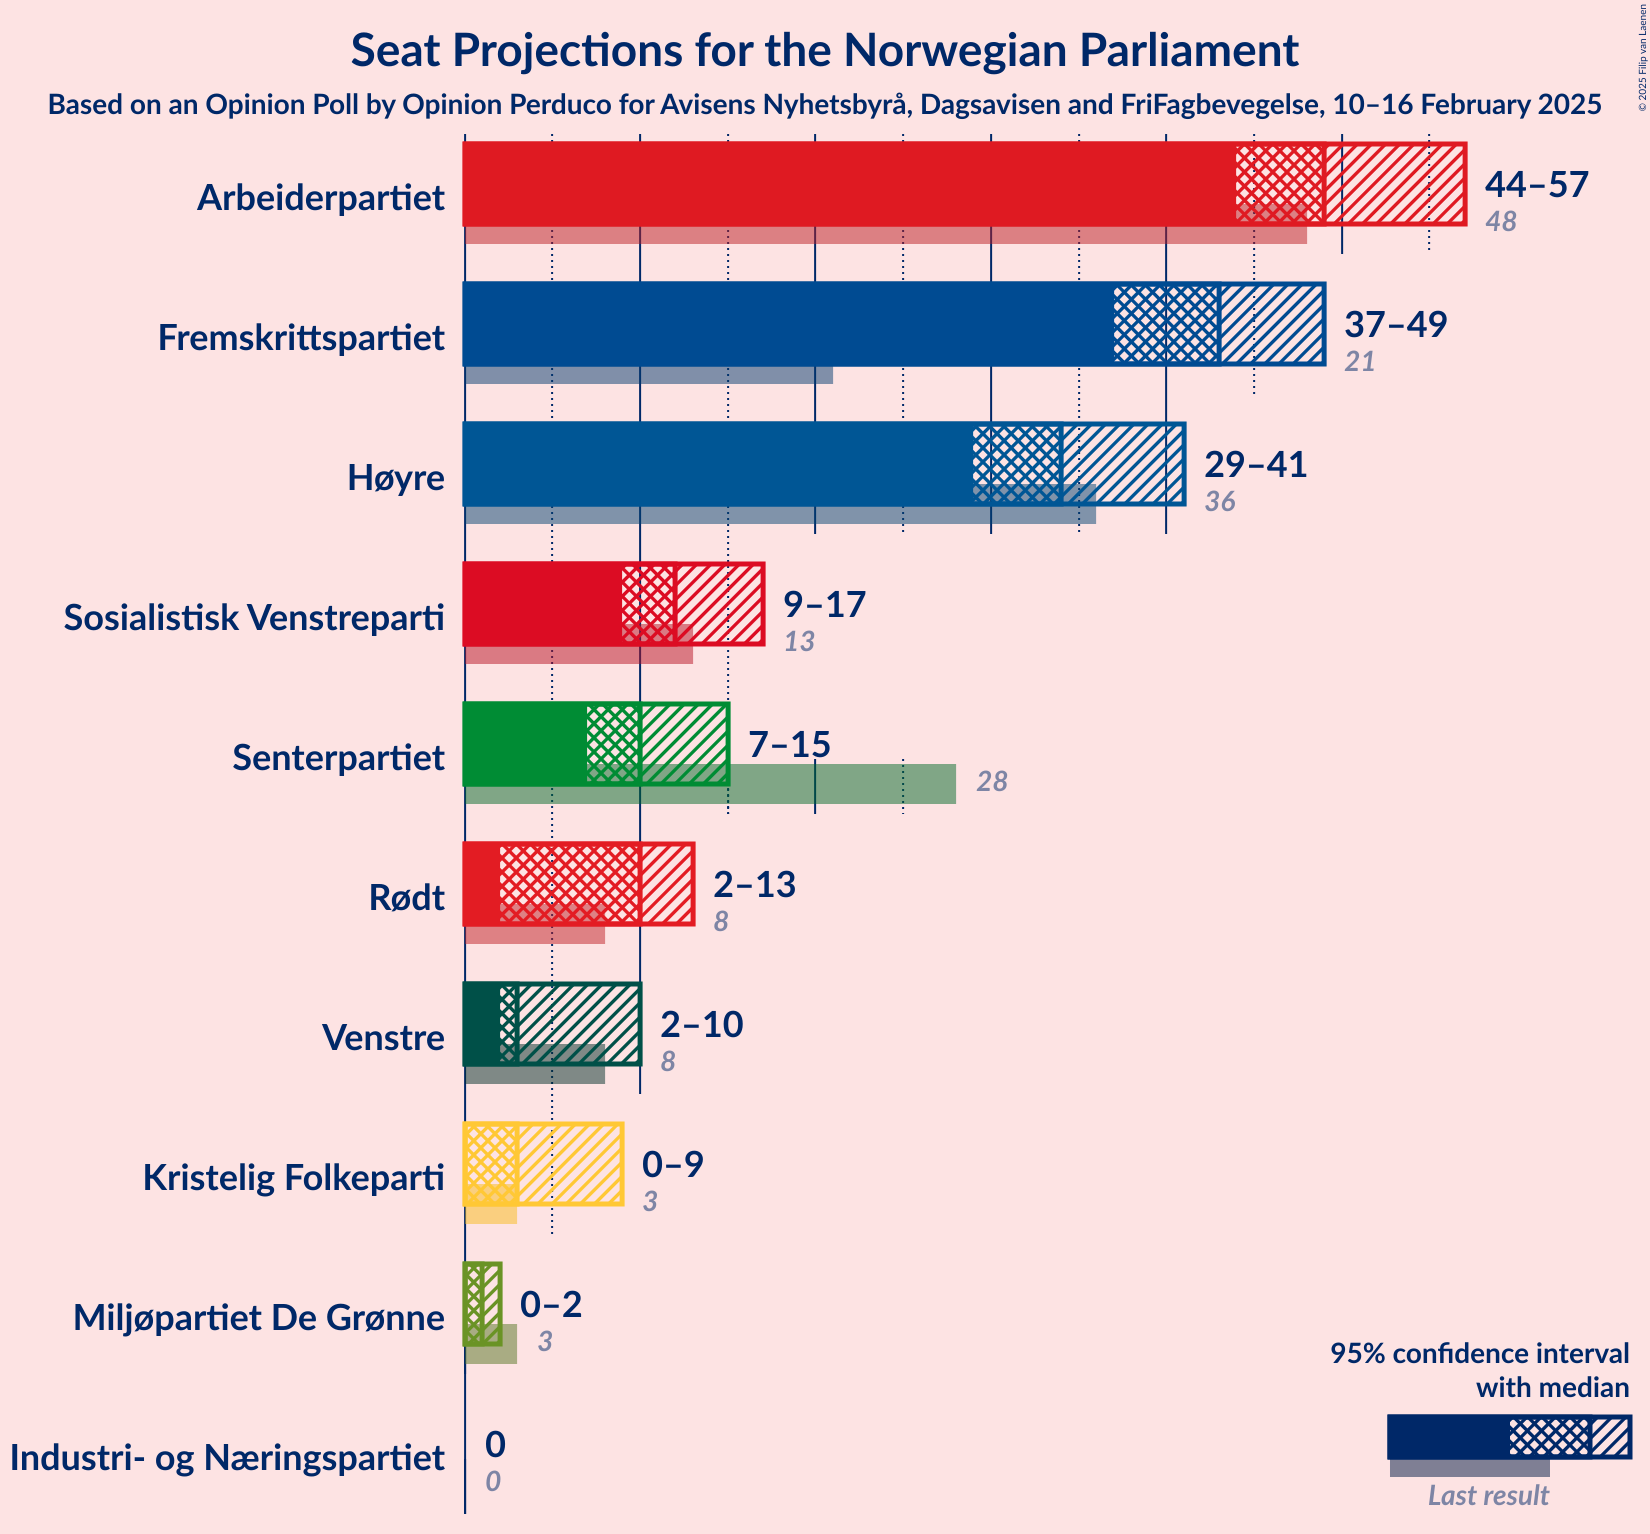 Seat Projections for the Norwegian Parliament
Based on an Opinion Poll by Opinion Perduco for Avisens Nyhetsbyrå, Dagsavisen and FriFagbevegelse, 10–16 February 2025
© 2025 Filip van Laenen
Arbeiderpartiet
44–57
48
Fremskrittspartiet
37–49
21
Høyre
29–41
36
Sosialistisk Venstreparti
9–17
13
Senterpartiet
7–15
28
Rødt
2–13
8
Venstre
2–10
8
Kristelig Folkeparti
0–9
3
Miljøpartiet De Grønne
0–2
3
Industri- og Næringspartiet
0
0
95% confidence interval
with median
Last result